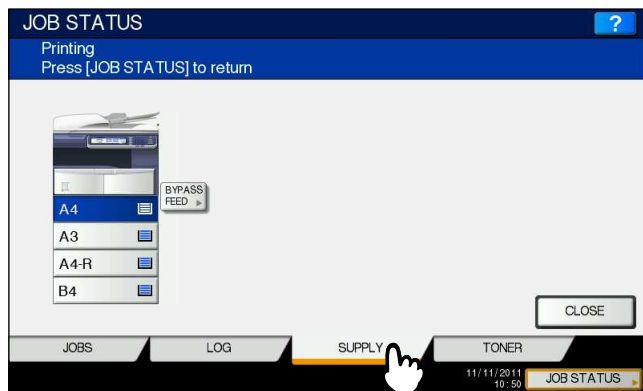 JOB STATUS
?
Printing
Press [JOB STATUS] to return
BYPASS
FEED
A4
A3
A4-R
B4
CLOSE
JOBS LOG SUPPLY TONER
11/11/2011
10:50
JOB STATUS